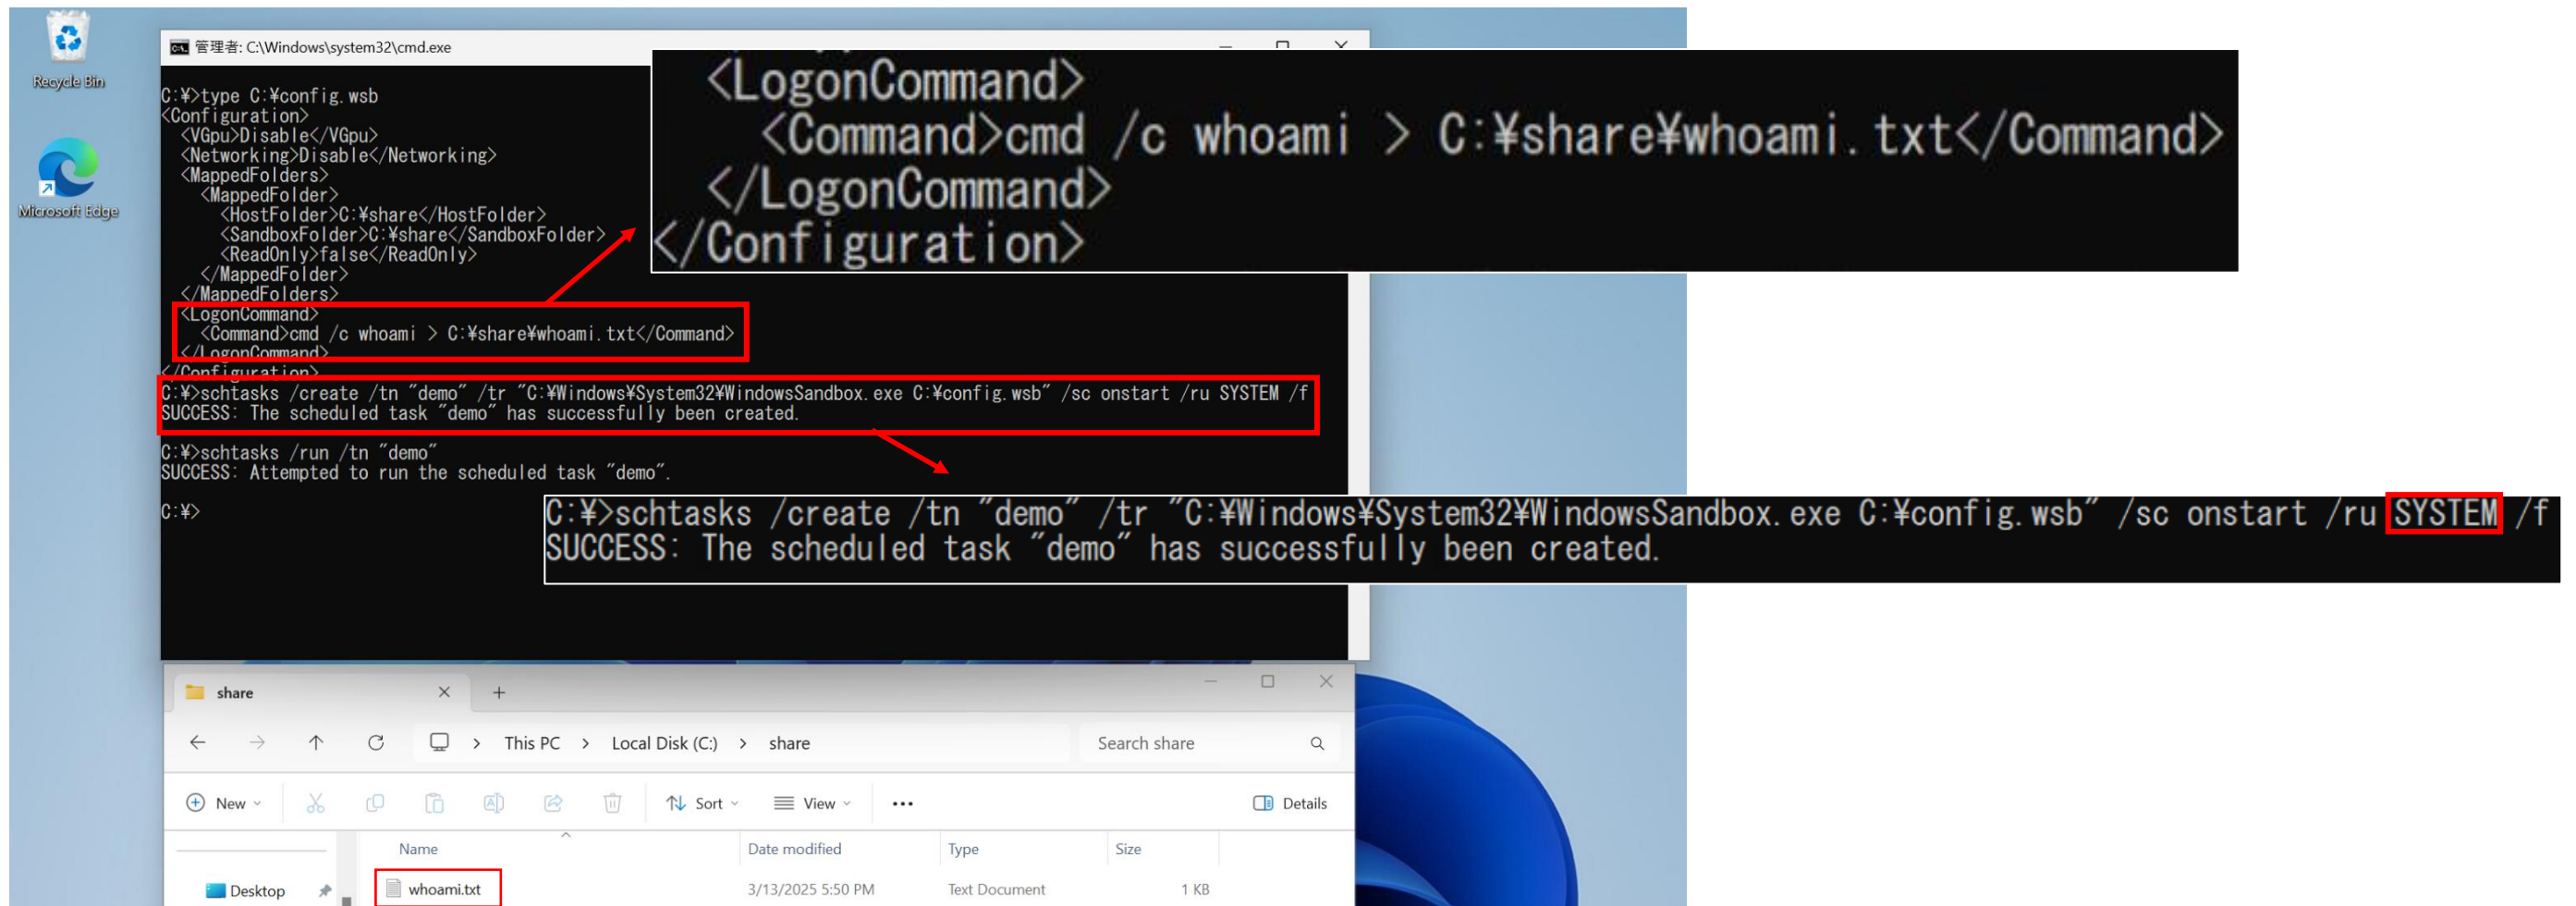 Recycle Bin
Microsoft Edge
管理者: C:\Windows\system32\cmd.exe
C:¥>type C:¥config.wsb
<Configuration>
<VGpu>Disable</VGpu>
<Networking>Disable</Networking>
<MappedFolders>
<MappedFolder>
<HostFolder>C:¥share</HostFolder>
<SandboxFolder>C:¥share</SandboxFolder>
<ReadOnly>false</ReadOnly>
</MappedFolder>
</MappedFolders>
<LogonCommand>
<Command>cmd /c whoami > C:¥share¥whoami.txt</Command>
</LogonCommand>
</Configuration>
C:¥>schtasks /create /tn "demo" /tr "C:¥Windows¥System32¥WindowsSandbox.exe C:¥config.wsb" /sc onstart /ru SYSTEM /f
SUCCESS: The scheduled task "demo" has successfully been created.
C:¥>schtasks /run /tn "demo"
SUCCESS: Attempted to run the scheduled task "demo".
C:¥>
<LogonCommand>
<Command>cmd /c whoami > C:¥share¥whoami.txt</Command>
</LogonCommand>
</Configuration>
C:¥>schtasks /create /tn "demo" /tr "C:¥Windows¥System32¥WindowsSandbox.exe C:¥config.wsb" /sc onstart /ru SYSTEM /f
SUCCESS: The scheduled task "demo" has successfully been created.
share
This PC > Local Disk (C:) > share
Search share
New
Sort
View
Details
Name Date modified Type Size
Desktop
whoami.txt 3/13/2025 5:50 PM Text Document 1 KB